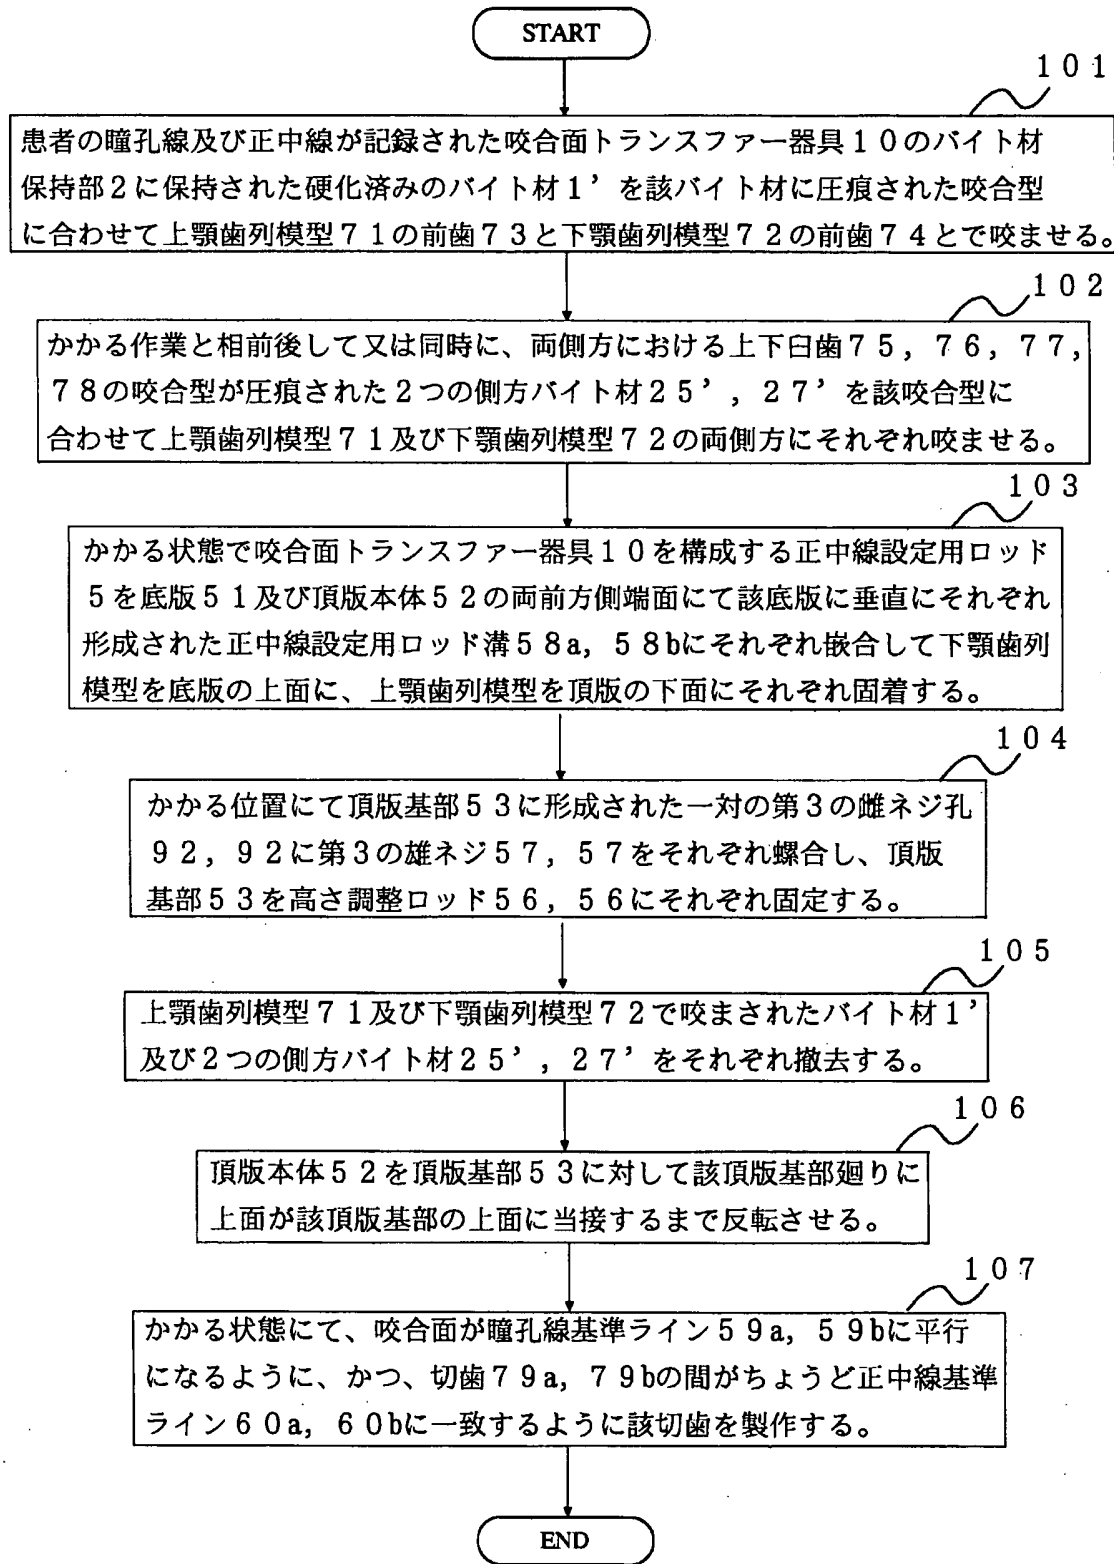 START
101
患者の瞳孔線及び正中線が記録された咬合面トランスファー器具10のバイト材
保持部2に保持された硬化済みのバイト材1’を該バイト材に圧痕された咬合型
に合わせて上顎歯列模型71の前歯73と下顎歯列模型72の前歯74とで咬ませる。
102
かかる作業と相前後して又は同時に、両側方における上下臼歯75,76,77,
78の咬合型が圧痕された2つの側方バイト材25’,27’を該咬合型に
合わせて上顎歯列模型71及び下顎歯列模型72の両側方にそれぞれ咬ませる。
103
かかる状態で咬合面トランスファー器具10を構成する正中線設定用ロッド
5を底版51及び頂版本体52の両前方側端面にて該底版に垂直にそれぞれ
形成された正中線設定用ロッド溝58a,58bにそれぞれ嵌合して下顎歯列
模型を底版の上面に、上顎歯列模型を頂版の下面にそれぞれ固着する。
104
かかる位置にて頂版基部53に形成された一対の第3の雌ネジ孔
92,92に第3の雄ネジ57,57をそれぞれ螺合し、頂版
基部53を高さ調整ロッド56,56にそれぞれ固定する。
105
上顎歯列模型71及び下顎歯列模型72で咬まされたバイト材1’
及び2つの側方バイト材25’,27’をそれぞれ撤去する。
106
頂版本体52を頂版基部53に対して該頂版基部廻りに
上面が該頂版基部の上面に当接するまで反転させる。
107
かかる状態にて、咬合面が瞳孔線基準ライン59a,59bに平行
になるように、かつ、切歯79a,79bの間がちょうど正中線基準
ライン60a,60bに一致するように該切歯を製作する。
END